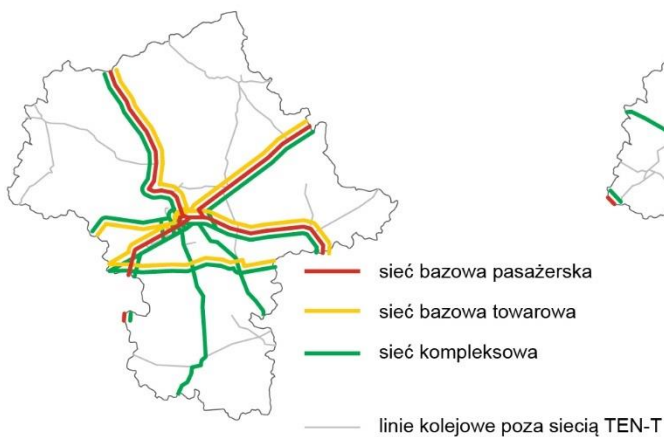 sieć bazowa pasażerska
sieć bazowa towarowa
sieć kompleksowa
linie kolejowe poza siecią TEN-T